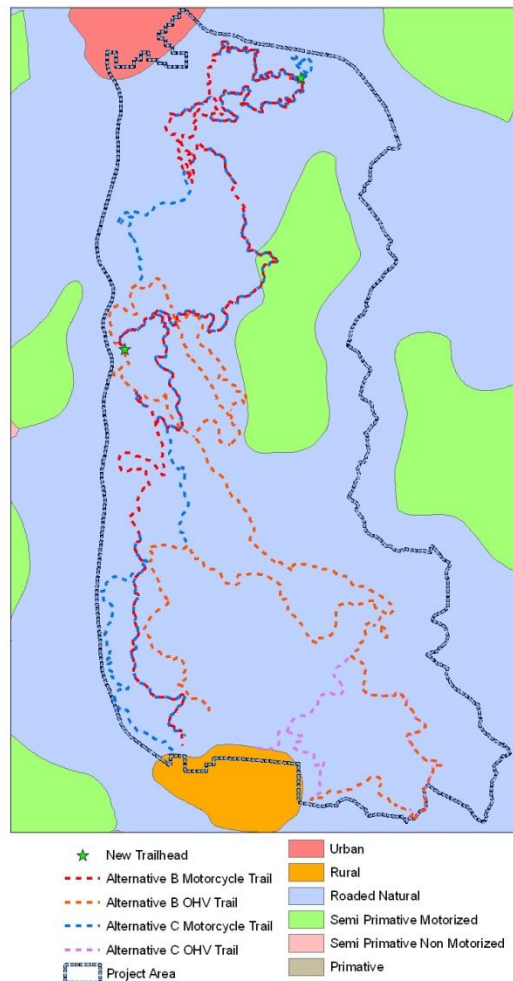 New Trailhead
Alternative B Motorcycle Trail
Alternative B OHV Trail
Alternative C Motorcycle Trail
Alternative C OHV Trail
Project Area
Urban
Rural
Roaded Natural
Semi Primative Motorized
Semi Primative Non Motorized
Primative